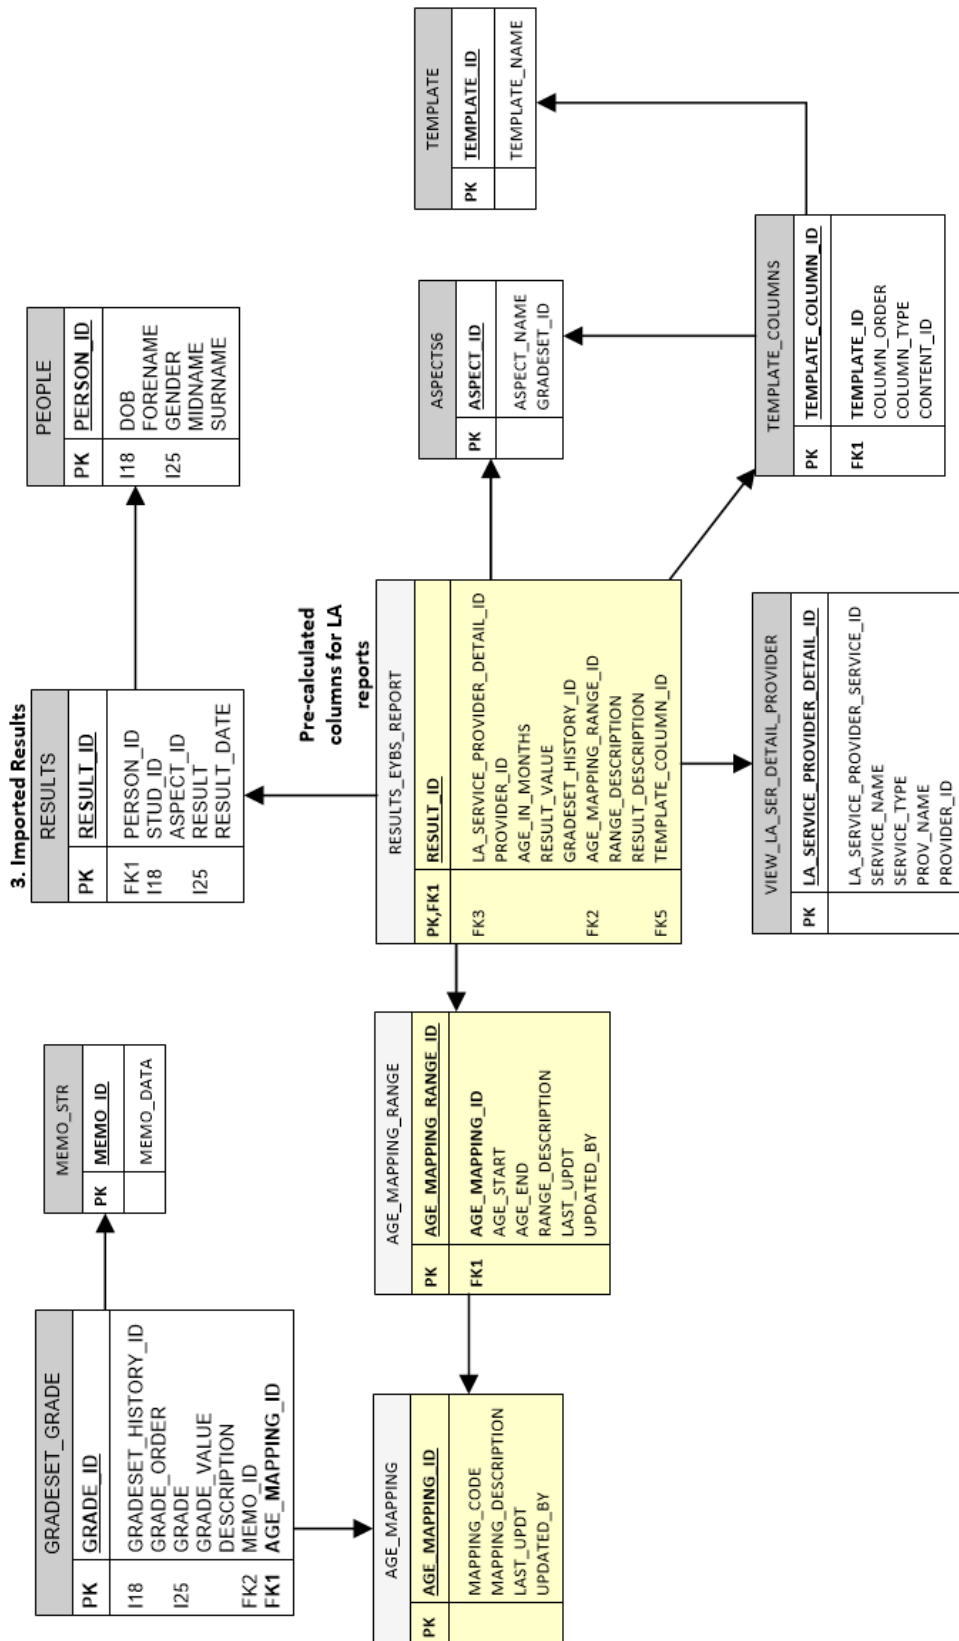 GRADESET_GRADE
PK GRADE_ID
I18 GRADESET_HISTORY_ID
GRADE_ORDER
I25 GRADE
GRADE_VALUE
DESCRIPTION
FK2 MEMO_ID
FK1 AGE_MAPPING_ID
MEMO_STR
PK MEMO_ID
MEMO_DATA
3. Imported Results
RESULTS
PK RESULT_ID
FK1 PERSON_ID
I18 STUD_ID
ASPECT_ID
I25 RESULT
RESULT_DATE
PEOPLE
PK PERSON_ID
I18 DOB
FORENAME
I25 GENDER
MIDNAME
SURNAME
AGE_MAPPING
PK AGE_MAPPING_ID
MAPPING_CODE
MAPPING_DESCRIPTION
LAST_UPDT
UPDATED_BY
AGE_MAPPING_RANGE
PK AGE_MAPPING_RANGE_ID
FK1 AGE_MAPPING_ID
AGE_START
AGE_END
RANGE_DESCRIPTION
LAST_UPDT
UPDATED_BY
Pre-calculated
columns for LA
reports
RESULTS_EYBS_REPORT
PK,FK1 RESULT_ID
FK3 LA_SERVICE_PROVIDER_DETAIL_ID
PROVIDER_ID
AGE_IN_MONTHS
RESULT_VALUE
GRADESET_HISTORY_ID
FK2 AGE_MAPPING_RANGE_ID
RANGE_DESCRIPTION
RESULT_DESCRIPTION
FK5 TEMPLATE_COLUMN_ID
ASPECTS6
PK ASPECT_ID
ASPECT_NAME
GRADESET_ID
TEMPLATE
PK TEMPLATE_ID
TEMPLATE_NAME
VIEW_LA_SER_DETAIL_PROVIDER
PK LA_SERVICE_PROVIDER_DETAIL_ID
LA_SERVICE_PROVIDER_SERVICE_ID
SERVICE_NAME
SERVICE_TYPE
PROV_NAME
PROVIDER_ID
TEMPLATE_COLUMNS
PK TEMPLATE_COLUMN_ID
FK1 TEMPLATE_ID
COLUMN_ORDER
COLUMN_TYPE
CONTENT_ID